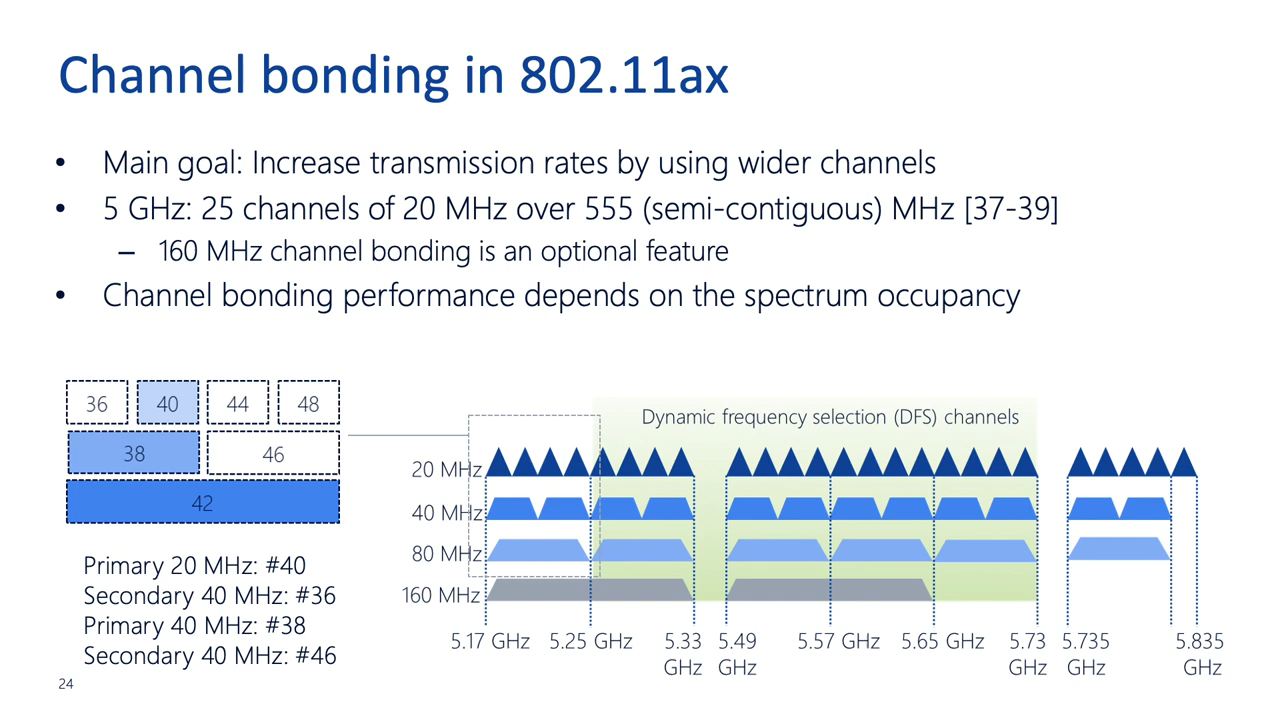 Channel bonding in 802.11ax
• Main goal: Increase transmission rates by using wider channels
• 5 GHz: 25 channels of 20 MHz over 555 (semi-contiguous) MHz [37-39]
– 160 MHz channel bonding is an optional feature
• Channel bonding performance depends on the spectrum occupancy
36 40 44 48
38 46
42
Primary 20 MHz: #40
Secondary 40 MHz: #36
Primary 40 MHz: #38
Secondary 40 MHz: #46
Dynamic frequency selection (DFS) channels
20 MHz
40 MHz
80 MHz
160 MHz
5.17 GHz 5.25 GHz 5.33 GHz 5.49 GHz 5.57 GHz 5.65 GHz 5.73 GHz 5.735 GHz 5.835 GHz
24